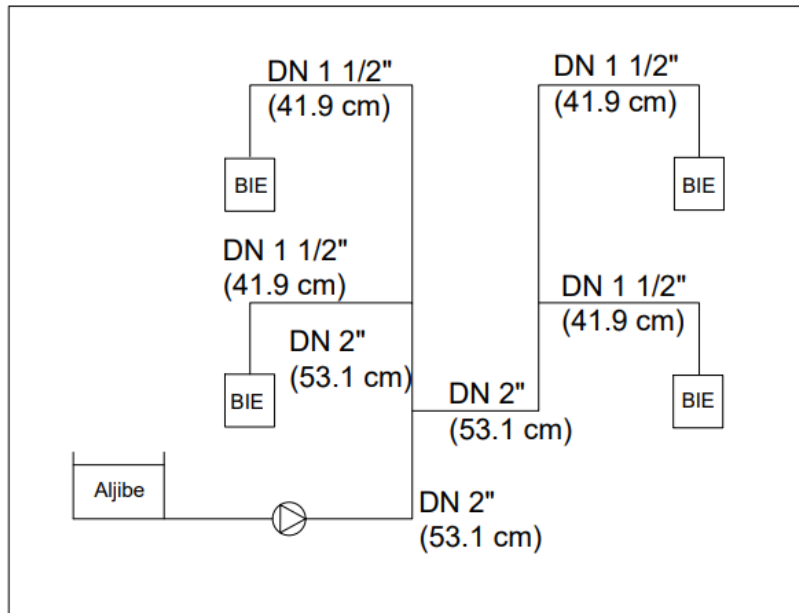 DN 1 1/2"
(41.9 cm)
DN 1 1/2"
(41.9 cm)
BIE
BIE
DN 1 1/2"
(41.9 cm)
DN 1 1/2"
(41.9 cm)
DN 2"
(53.1 cm)
DN 2"
(53.1 cm)
BIE
BIE
Aljibe
DN 2"
(53.1 cm)